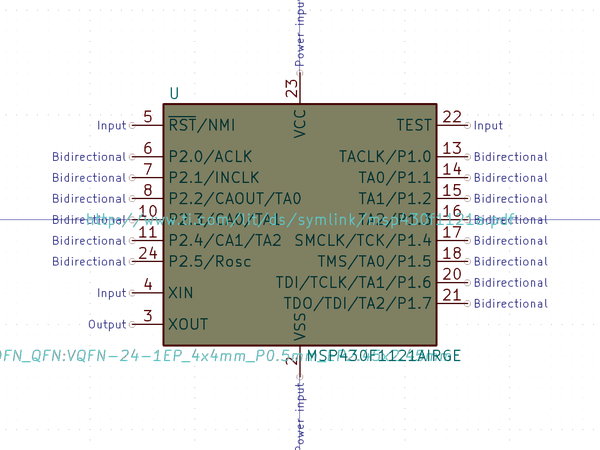 Power input
23
U
VCC
Input 5 RST/NMI TEST 22 Input
Bidirectional 6 P2.0/ACLK TACLK/P1.0 13 Bidirectional
Bidirectional 7 P2.1/INCLK TA0/P1.1 14 Bidirectional
Bidirectional 8 P2.2/CAOUT/TA0 TA1/P1.2 15 Bidirectional
Bidirectional 10 16 Bidirectional
Bidirectional 11 P2.4/CA1/TA2 SMCLK/TCK/P1.4 17 Bidirectional
Bidirectional 24 P2.5/Rosc TMS/TA0/P1.5 18 Bidirectional
TDI/TCLK/TA1/P1.6 20 Bidirectional
Input 4 XIN TDO/TDI/TA2/P1.7 21 Bidirectional
Output 3 XOUT
VSS
MSP430F1121AIRGE
2
Power input